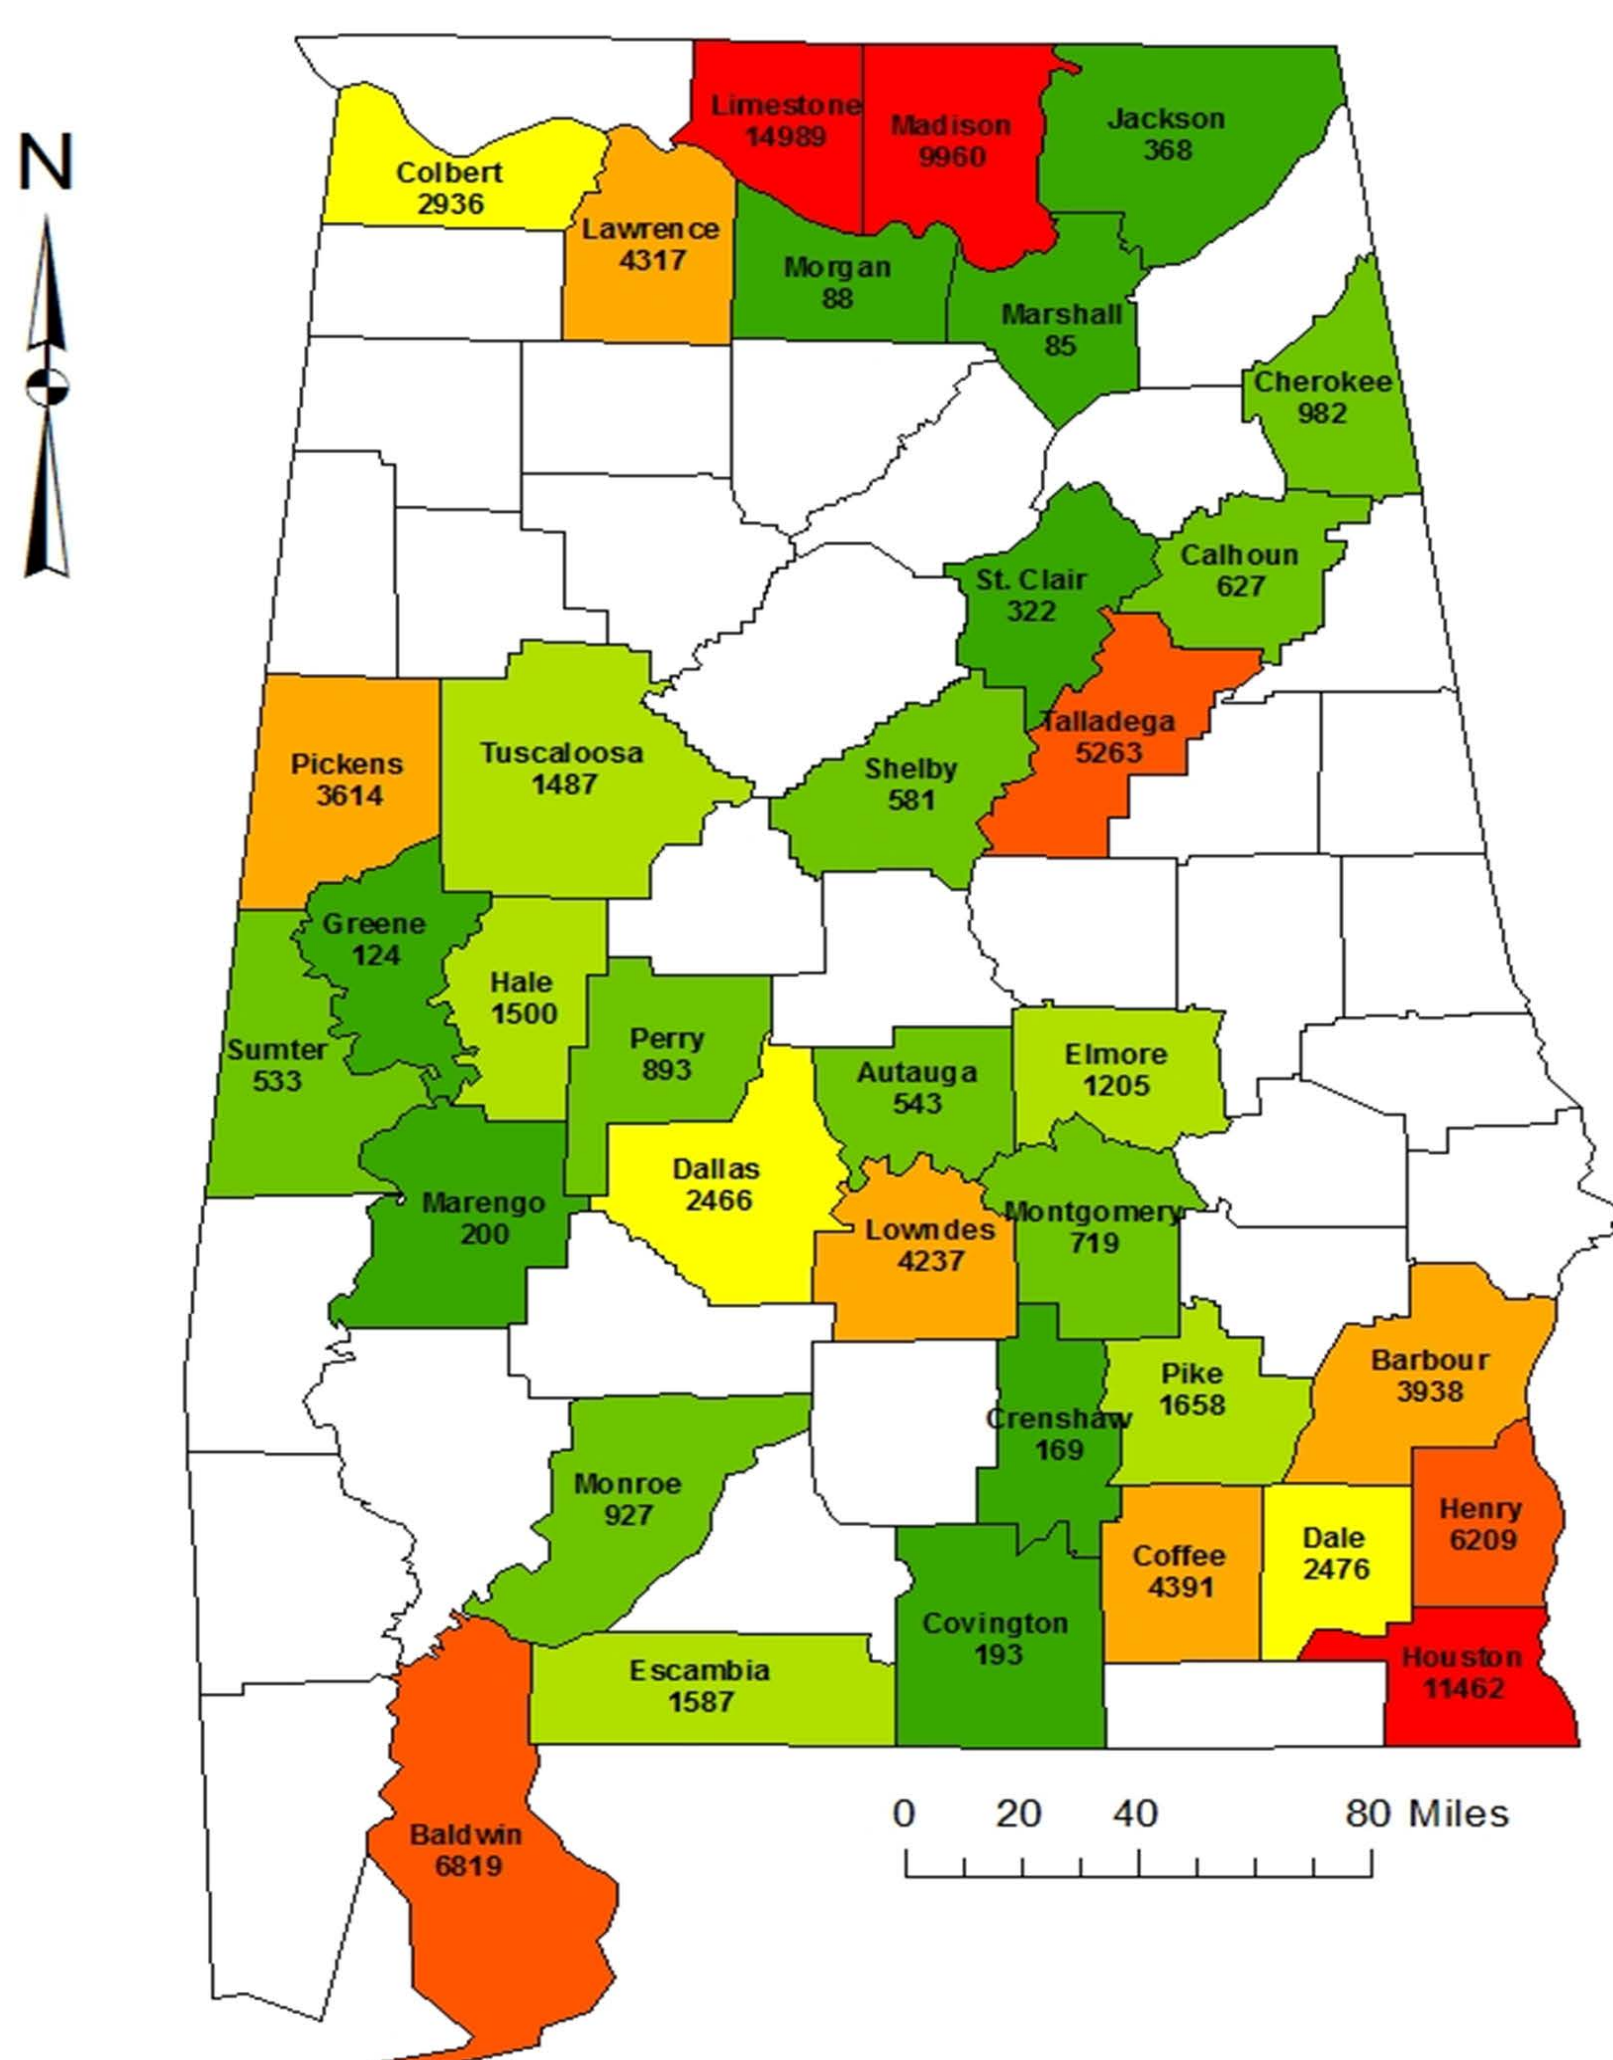 Limestone
14989
Madison
9960
Jackson
368
N
Colbert
2936
Lawrence
4317
Morgan
88
Marshall
85
Cherokee
982
St. Clair
322
Calhoun
627
Talladega
5263
Pickens
3614
Tuscaloosa
1487
Shelby
581
Greene
124
Hale
1500
Sumter
533
Perry
893
Autauga
543
Elmore
1205
Dallas
2466
Marengo
200
Lowndes
4237
Montgomery
719
Barbour
3938
Pike
1658
Crenshaw
169
Monroe
927
Henry
6209
Dale
2476
Coffee
4391
Covington
193
Houston
11462
Escambia
1587
0 20 40 80 Miles
Baldwin
6819